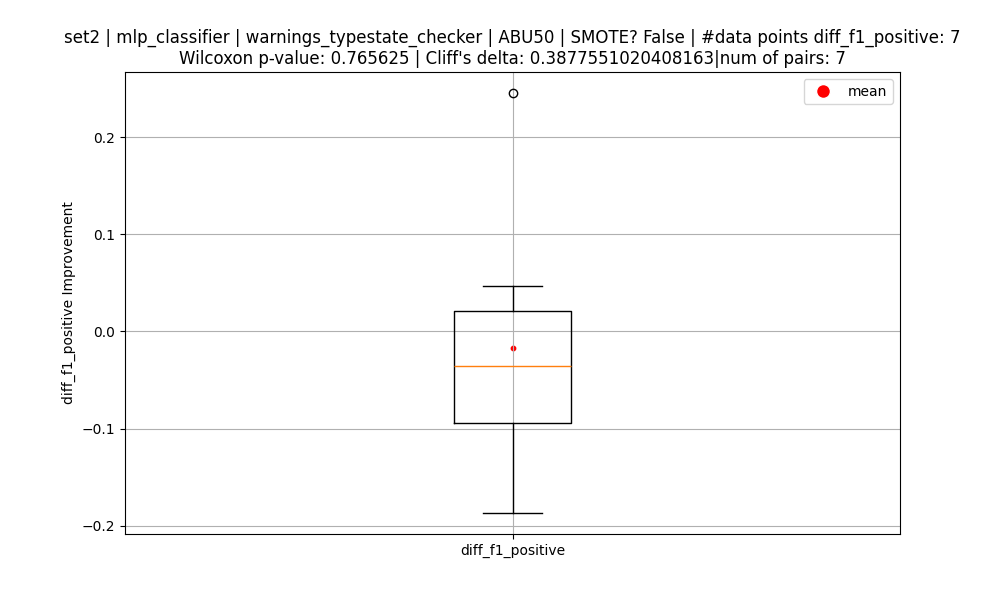 set2 | mlp_classifier | warnings_typestate_checker | ABU50 | SMOTE? False | #data points diff_f1_positive: 7
Wilcoxon p-value: 0.765625 | Cliff's delta: 0.3877551020408163|num of pairs: 7
mean
0.2
0.1
0.0
−0.1
−0.2
diff_f1_positive Improvement
diff_f1_positive